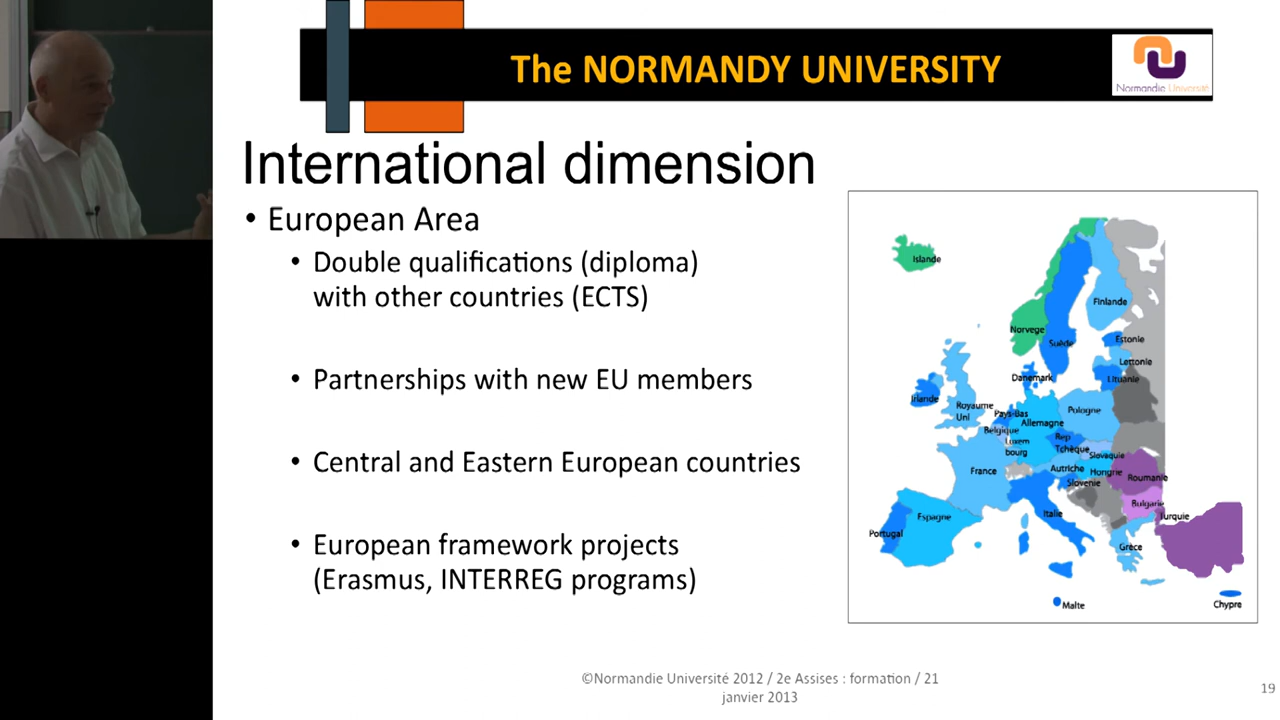 The NORMANDY UNIVERSITY
Normandie Université
International dimension
• European Area
• Double qualifications (diploma)
with other countries (ECTS)
• Partnerships with new EU members
• Central and Eastern European countries
• European framework projects
(Erasmus, INTERREG programs)
Islande
Finlande
Norvege
Suède
Estonie
Lettonie
Lituanie
Danemark
Irlande
Royaume
Uni
Pays-Bas
Pologne
Allemagne
Belgique
Luxem
bourg
Rep
Tchèque
Slovaquie
France
Autriche
Hongrie
Roumanie
Slovenie
Bulgarie
Espagne
Italie
Turquie
Portugal
Grèce
Malte
Chypre
©Normandie Université 2012 / 2e Assises : formation / 21
janvier 2013
19